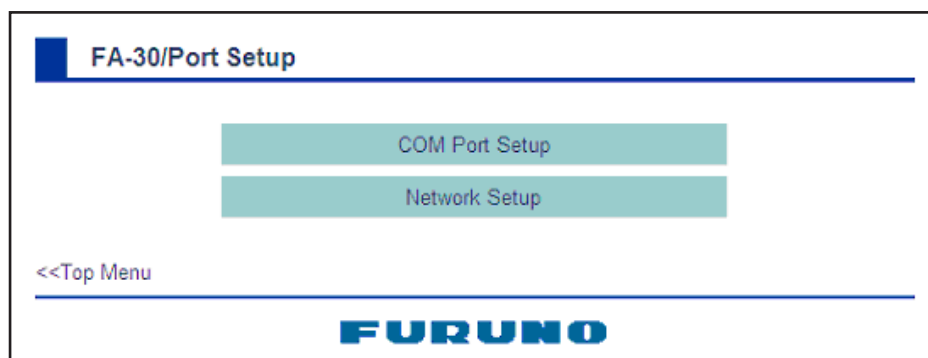 FA-30/Port Setup
COM Port Setup
Network Setup
<<Top Menu
FURUNO